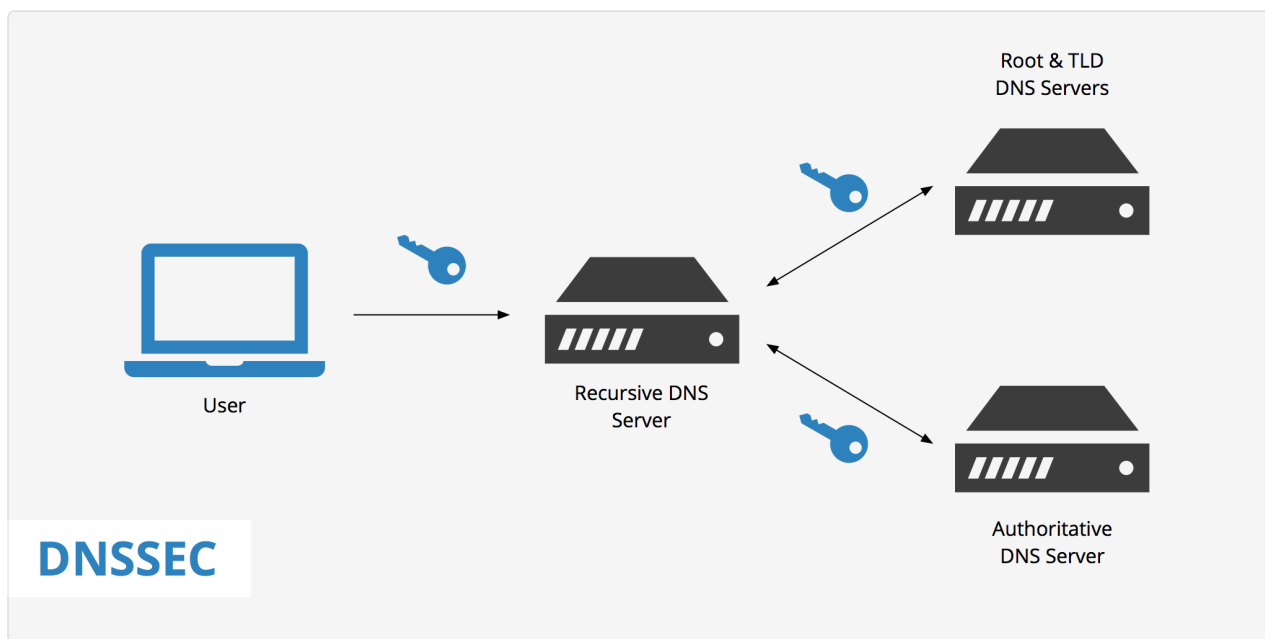 Root & TLD
DNS Servers
User
Recursive DNS
Server
Authoritative
DNS Server
DNSSEC